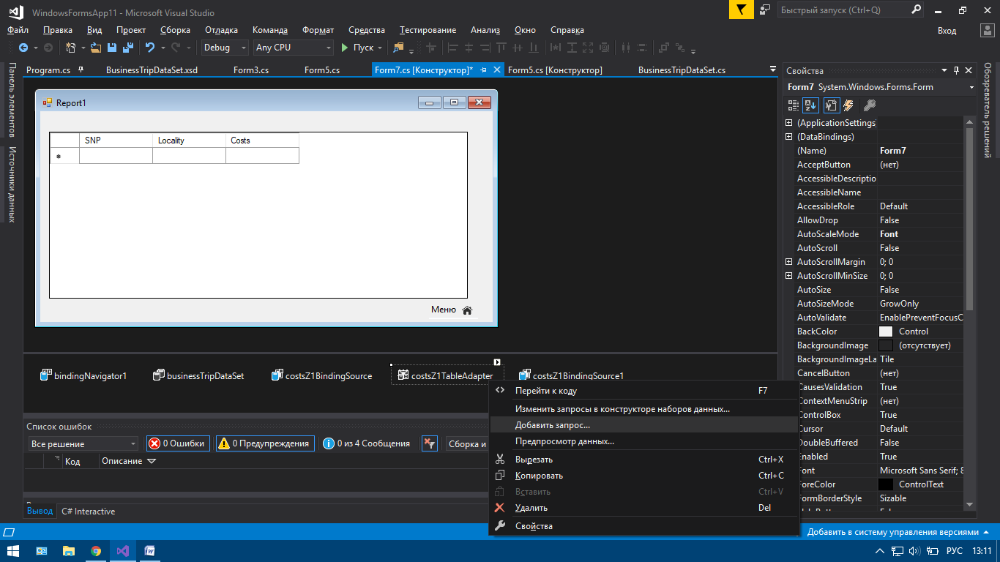 WindowsFormsApp11 - Microsoft Visual Studio
Быстрый запуск (Ctrl+Q)
Файл Правка Вид Проект Сборка Отладка Команда Формат Средства Тестирование Анализ Окно Справка Вход
Debug Any CPU Пуск
Панель элементов
Источники данных
Program.cs BusinessTripDataSet.xsd Form3.cs Form5.cs Form7.cs [Конструктор]* Form5.cs [Конструктор] BusinessTripDataSet.cs
Report1
SNP Locality Costs
Меню
bindingNavigator1 businessTripDataSet costsZ1BindingSource costsZ1TableAdapter costsZ1BindingSource1
Перейти к коду F7
Изменить запросы в конструкторе наборов данных...
Добавить запрос...
Предпросмотр данных...
Вырезать Ctrl+X
Копировать Ctrl+C
Вставить Ctrl+V
Удалить Del
Свойства
Список ошибок
Все решение 0 Ошибки 0 Предупреждения 0 из 4 Сообщения Сборка и
Код Описание
Вывод C# Interactive
Свойства
Form7 System.Windows.Forms.Form
(ApplicationSettings)
(DataBindings)
(Name) Form7
AcceptButton (нет)
AccessibleDescriptio
AccessibleName
AccessibleRole Default
AllowDrop False
AutoScaleMode Font
AutoScroll False
AutoScrollMargin 0; 0
AutoScrollMinSize 0; 0
AutoSize False
AutoSizeMode GrowOnly
AutoValidate EnablePreventFocusC
BackColor Control
BackgroundImage (отсутствует)
BackgroundImageLa Tile
CancelButton (нет)
CausesValidation True
ContextMenuStrip (нет)
ControlBox True
Cursor Default
DoubleBuffered False
Enabled True
Font Microsoft Sans Serif; 8
ForeColor ControlText
FormBorderStyle Sizable
Обозреватель решений
Добавить в систему управления версиями
РУС 13:11